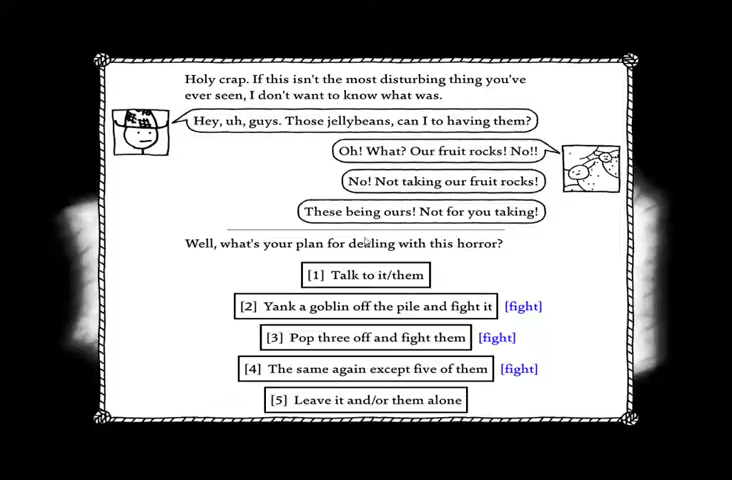 Holy crap. If this isn't the most disturbing thing you've
ever seen, I don't want to know what was.
Hey, uh, guys. Those jellybeans, can I to having them?
Oh! What? Our fruit rocks! No!!
No! Not taking our fruit rocks!
These being ours! Not for you taking!
Well, what's your plan for dealing with this horror?
[1] Talk to it/them
[2] Yank a goblin off the pile and fight it [fight]
[3] Pop three off and fight them [fight]
[4] The same again except five of them [fight]
[5] Leave it and/or them alone